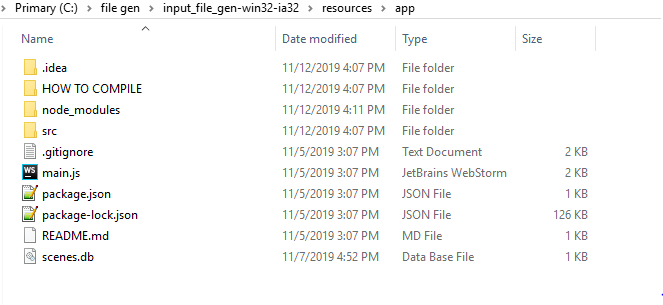 Primary (C:) > file gen > input_file_gen-win32-ia32 > resources > app
Name Date modified Type Size
.idea 11/12/2019 4:07 PM File folder
HOW TO COMPILE 11/12/2019 4:07 PM File folder
node_modules 11/12/2019 4:11 PM File folder
src 11/12/2019 4:07 PM File folder
.gitignore 11/5/2019 3:07 PM Text Document 2 KB
WS main.js 11/5/2019 3:07 PM JetBrains WebStorm 2 KB
package.json 11/5/2019 3:07 PM JSON File 1 KB
package-lock.json 11/5/2019 3:07 PM JSON File 126 KB
README.md 11/5/2019 3:07 PM MD File 1 KB
scenes.db 11/7/2019 4:52 PM Data Base File 1 KB